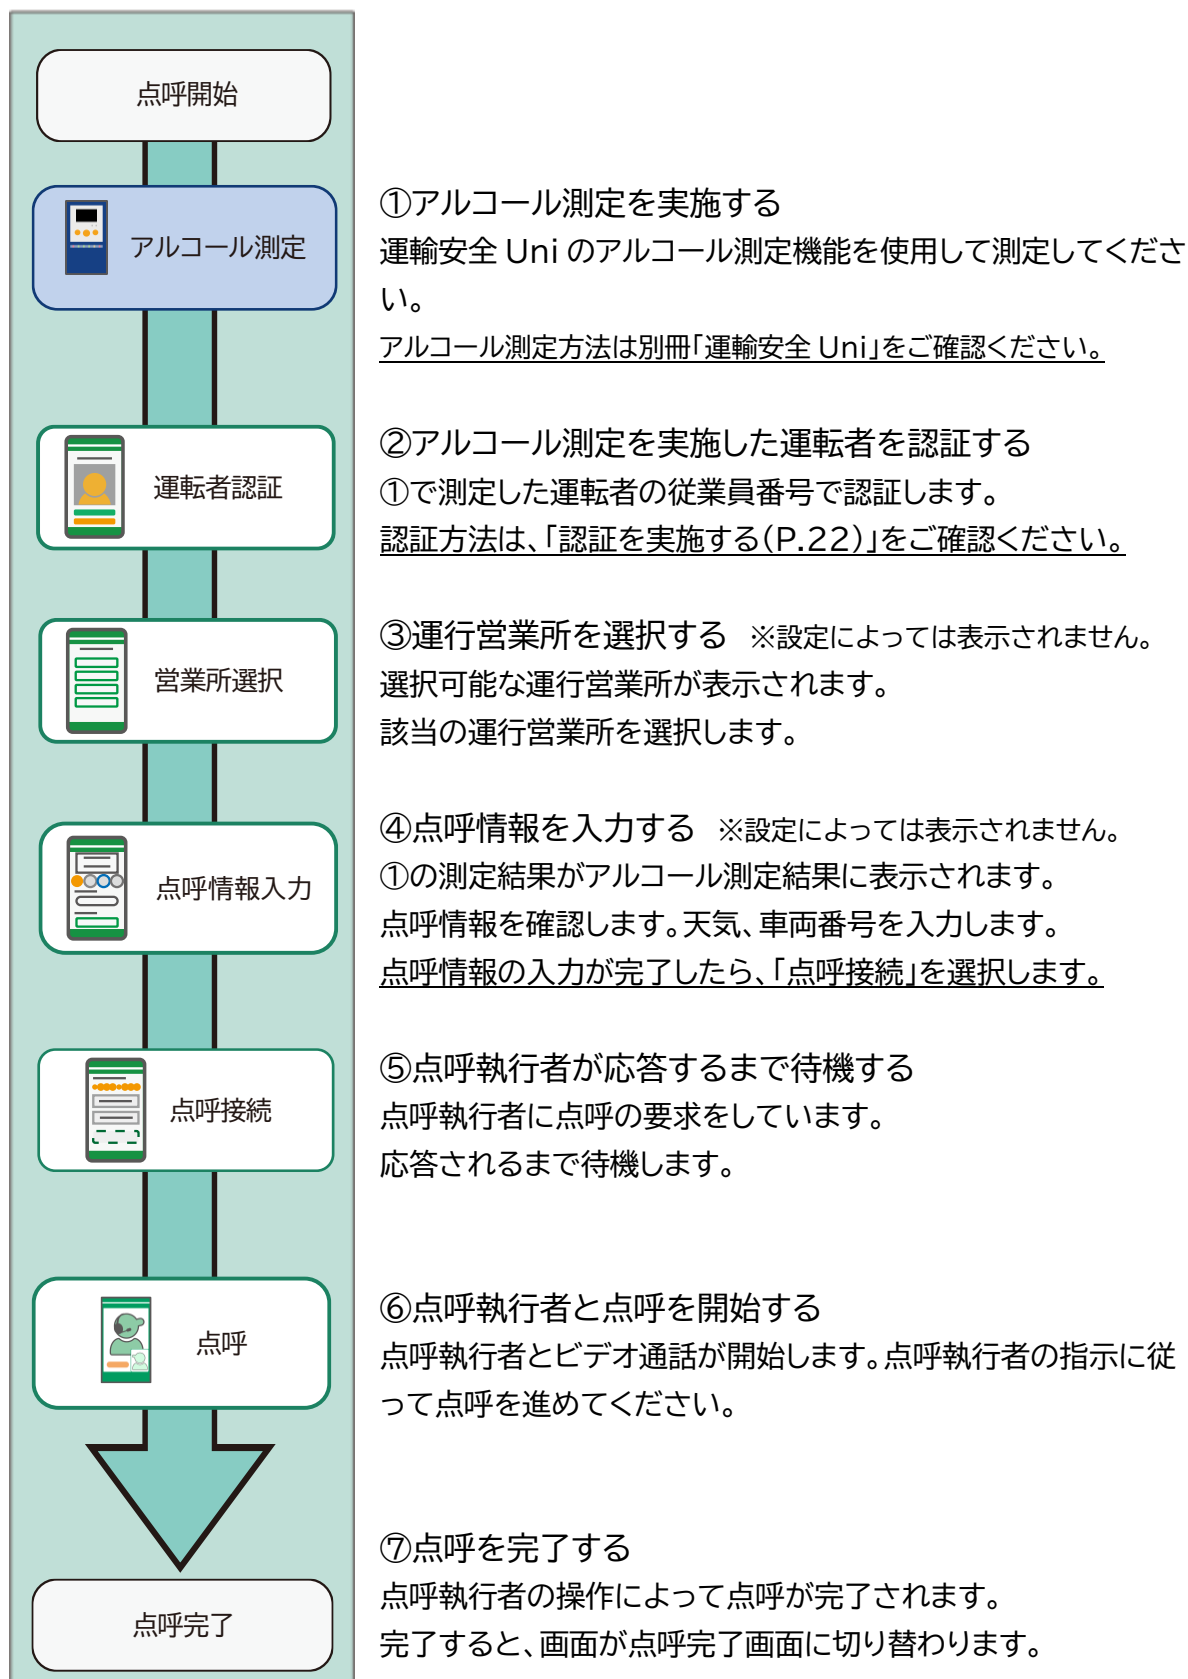 点呼開始
アルコール測定
①アルコール測定を実施する
運輸安全 Uni のアルコール測定機能を使用して測定してくださ
い。
アルコール測定方法は別冊「運輸安全 Uni」をご確認ください。
運転者認証
②アルコール測定を実施した運転者を認証する
①で測定した運転者の従業員番号で認証します。
認証方法は、「認証を実施する(P.22)」をご確認ください。
営業所選択
③運行営業所を選択する ※設定によっては表示されません。
選択可能な運行営業所が表示されます。
該当の運行営業所を選択します。
点呼情報入力
④点呼情報を入力する ※設定によっては表示されません。
①の測定結果がアルコール測定結果に表示されます。
点呼情報を確認します。天気、車両番号を入力します。
点呼情報の入力が完了したら、「点呼接続」を選択します。
点呼接続
⑤点呼執行者が応答するまで待機する
点呼執行者に点呼の要求をしています。
応答されるまで待機します。
点呼
⑥点呼執行者と点呼を開始する
点呼執行者とビデオ通話が開始します。点呼執行者の指示に従
って点呼を進めてください。
点呼完了
⑦点呼を完了する
点呼執行者の操作によって点呼が完了されます。
完了すると、画面が点呼完了画面に切り替わります。